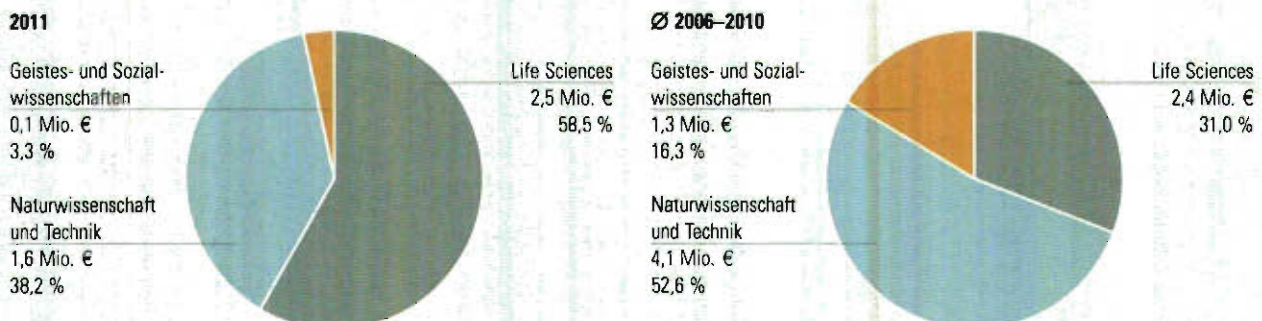 2011
Geistes- und Sozial-
wissenschaften
0,1 Mio. €
3,3 %
Naturwissenschaft
und Technik
1,6 Mio. €
38,2 %
Life Sciences
2,5 Mio. €
58,5 %
Ø 2006–2010
Geistes- und Sozial-
wissenschaften
1,3 Mio. €
16,3 %
Naturwissenschaft
und Technik
4,1 Mio. €
52,6 %
Life Sciences
2,4 Mio. €
31,0 %